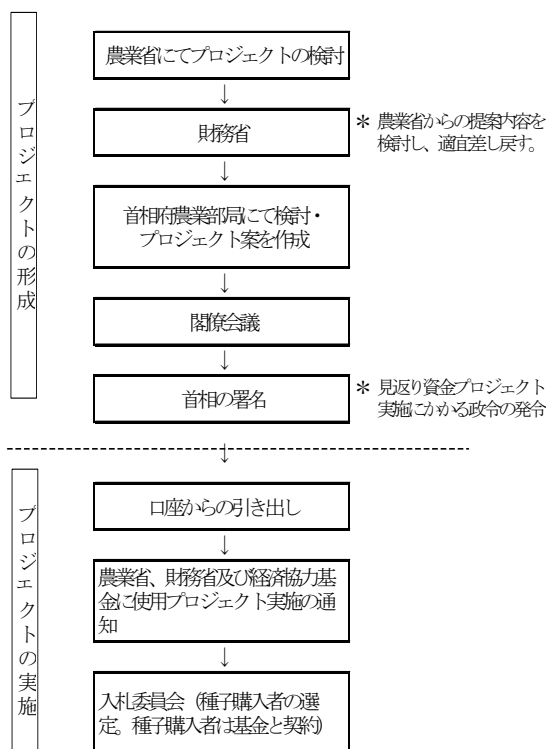 プロジェクトの形成
農業省にてプロジェクトの検討
↓
財務省
＊ 農業省からの提案内容を
検討し、適宜差し戻す。
↓
首相府農業部局にて検討・
プロジェクト案を作成
↓
閣僚会議
↓
首相の署名
＊ 見返り資金プロジェクト
実施にかかる政令の発令
↓
プロジェクトの実施
口座からの引き出し
↓
農業省、財務省及び経済協力基
金に使用プロジェクト実施の通
知
↓
入札委員会（種子購入者の選
定。種子購入者は基金と契約）